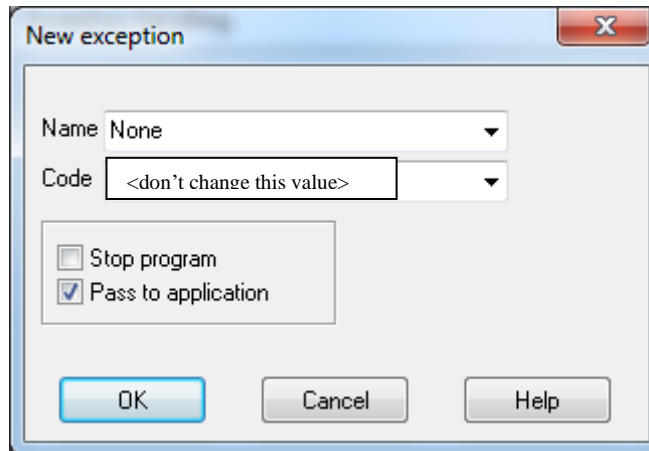 New exception
Name None
Code <don't change this value>
Stop program
Pass to application
OK Cancel Help